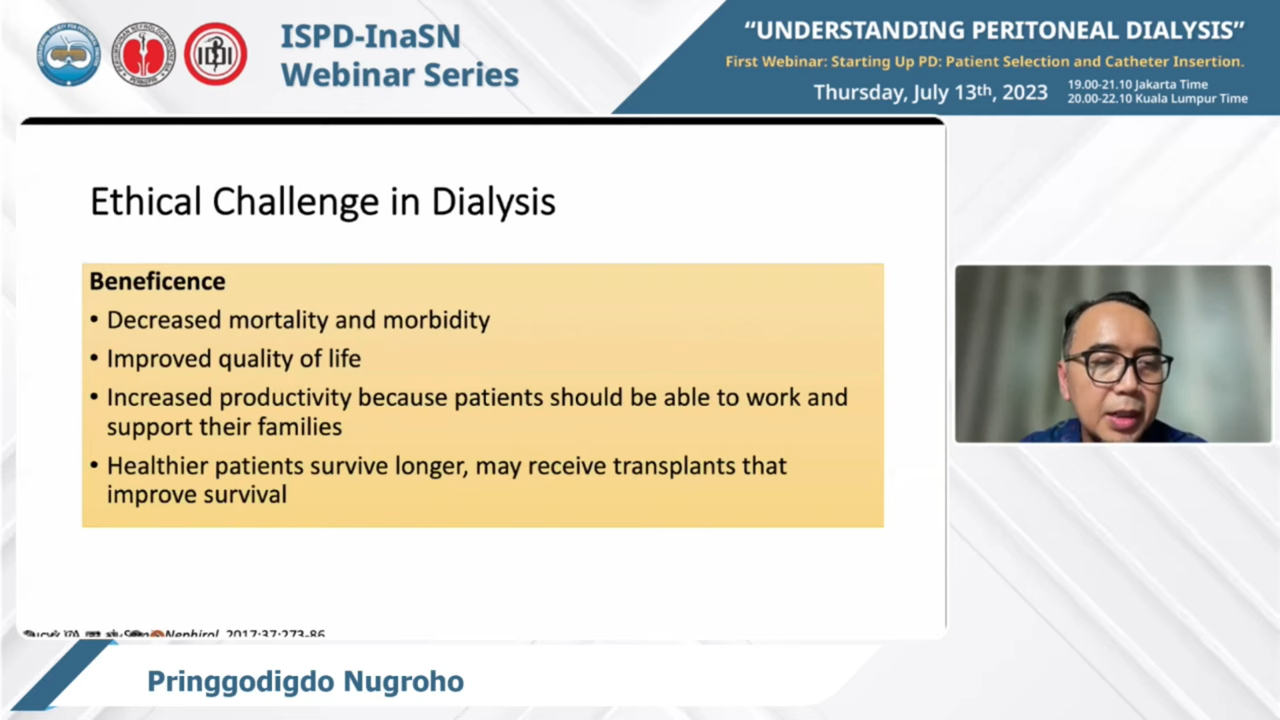 ISPD-InaSN
Webinar Series
“UNDERSTANDING PERITONEAL DIALYSIS”
First Webinar: Starting Up PD: Patient Selection and Catheter Insertion.
Thursday, July 13th, 2023
19.00-21.10 Jakarta Time
20.00-22.10 Kuala Lumpur Time
Ethical Challenge in Dialysis
Beneficence
• Decreased mortality and morbidity
• Improved quality of life
• Increased productivity because patients should be able to work and
support their families
• Healthier patients survive longer, may receive transplants that
improve survival
Nephrol. 2017;37:273-86
Pringgodigdo Nugroho